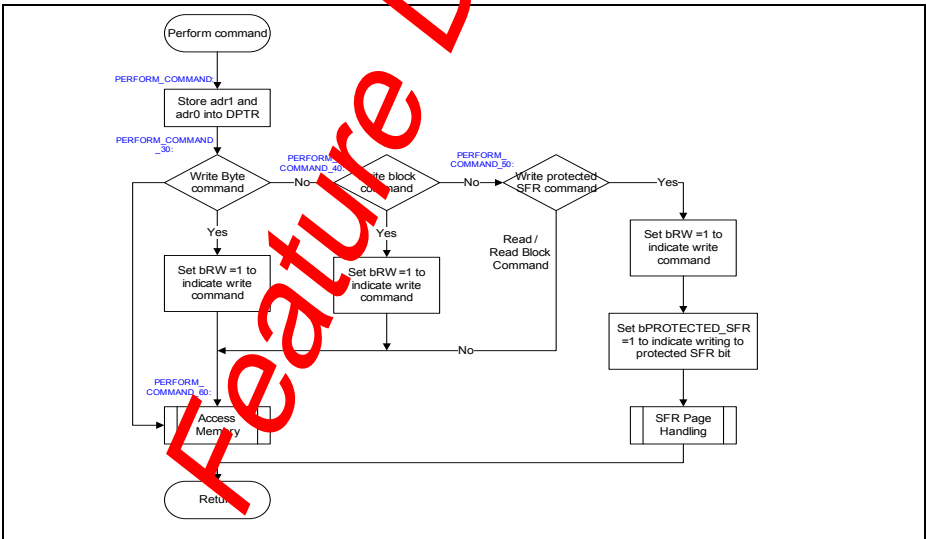 Perform command
PERFORM_COMMAND:
Store adr1 and
adr0 into DPTR
PERFORM_COMMAND
_30:
Write Byte
command
No
PERFORM_
COMMAND_40:
block
command
No
PERFORM_
COMMAND_50:
Write protected
SFR command
Yes
Yes
Set bRW =1 to
indicate write
command
Yes
Set bRW =1 to
indicate write
command
Read /
Read Block
Command
Set bRW =1 to
indicate write
command
No
Set bPROTECTED_SFR
=1 to indicate writing to
protected SFR bit
PERFORM_
COMMAND_60:
Access
Memory
SFR Page
Handling
Return
Feature